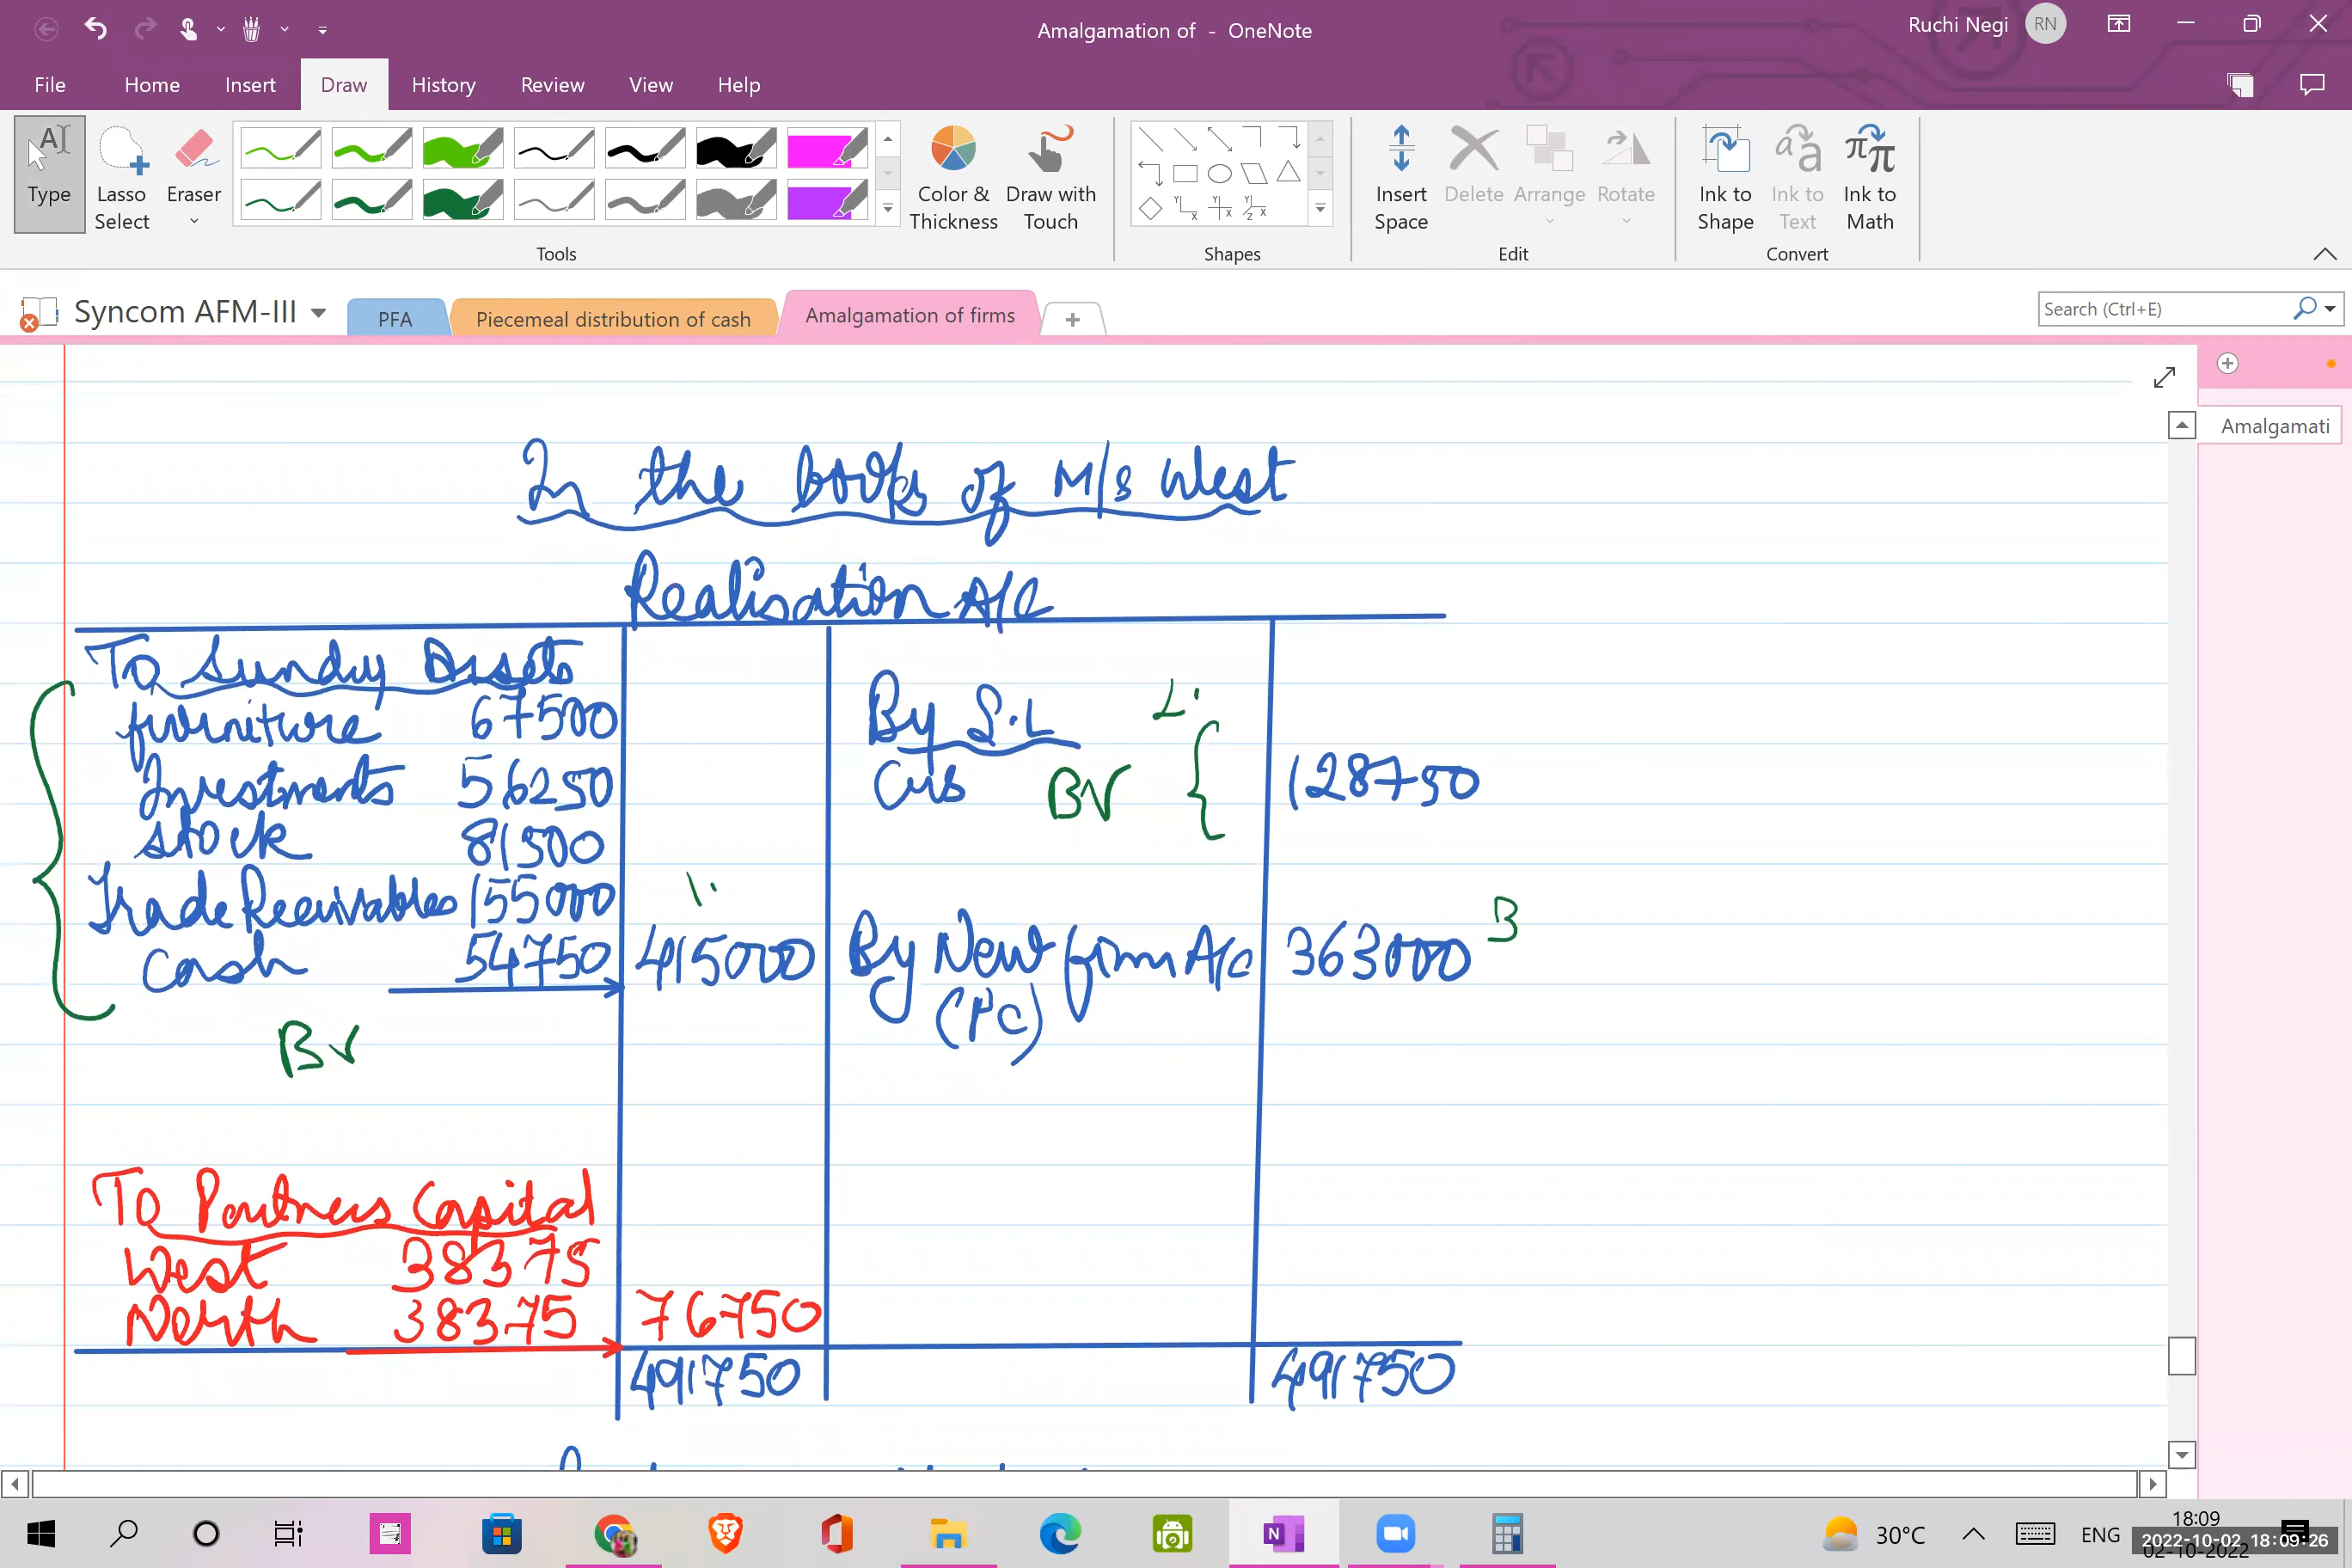 Amalgamation of - OneNote
Ruchi Negi RN
File Home Insert Draw History Review View Help
Type Lasso Select Eraser
Color & Thickness Draw with Touch
Insert Space Delete Arrange Rotate
Ink to Shape Ink to Text Ink to Math
Tools Shapes Edit Convert
Syncom AFM-III PFA Piecemeal distribution of cash Amalgamation of firms
Search (Ctrl+E)
Amalgamati
In the books of M/s West
Realisation A/c
To Sundry Assets
furniture 67500
Investments 56250
Stock 81500
Trade Receivables 155000
Cash 54750 415000
BV
By S.L
Crs BV 128750
By New firm A/c 363000 3
(PC)
To Partners Capital
West 38375
North 38375 76750
491750 491750
30°C ENG
18:09
02-10-2022
2022-10-02 18:09:26